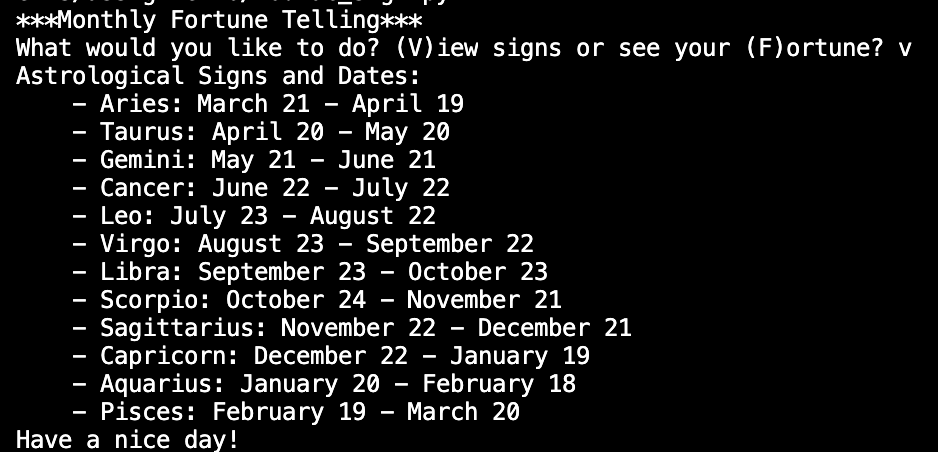 ***Monthly Fortune Telling***
What would you like to do? (V)iew signs or see your (F)ortune? v
Astrological Signs and Dates:
    - Aries: March 21 - April 19
    - Taurus: April 20 - May 20
    - Gemini: May 21 - June 21
    - Cancer: June 22 - July 22
    - Leo: July 23 - August 22
    - Virgo: August 23 - September 22
    - Libra: September 23 - October 23
    - Scorpio: October 24 - November 21
    - Sagittarius: November 22 - December 21
    - Capricorn: December 22 - January 19
    - Aquarius: January 20 - February 18
    - Pisces: February 19 - March 20
Have a nice day!